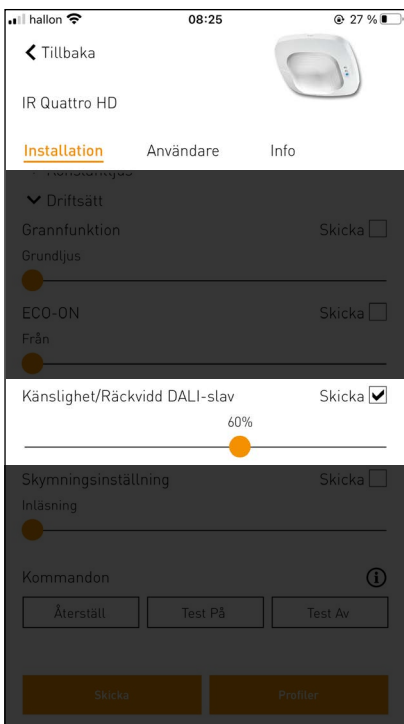 hallon 08:25 27 %
Tillbaka
IR Quattro HD
Installation Användare Info
Driftsätt
Grannfunktion Skicka
Grundljus
ECO-ON Skicka
Från
Känslighet/Räckvidd DALI-slav Skicka
60%
Skymningsinställning Skicka
Inläsning
Kommandon
Återställ Test På Test Av
Skicka Profiler